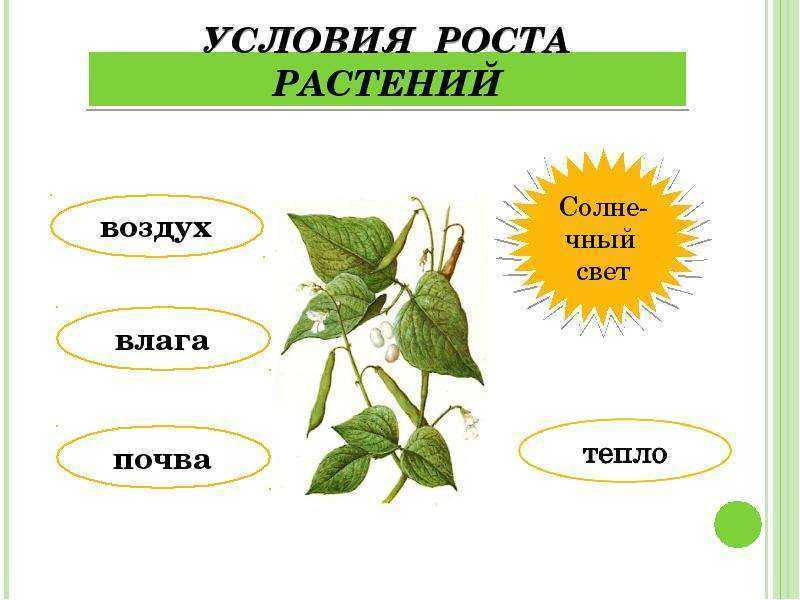 УСЛОВИЯ РОСТА
РАСТЕНИЙ
воздух
Солне-
чный
свет
влага
почва
тепло